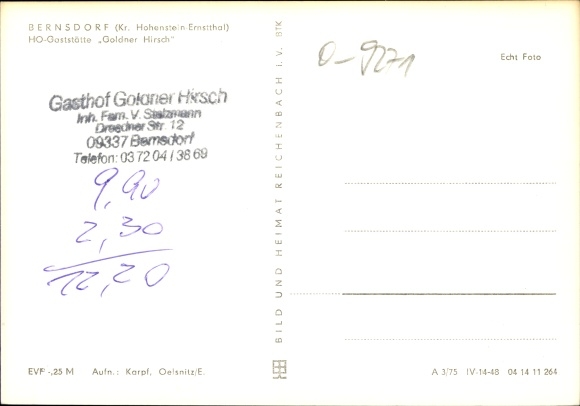 BERNSDORF (Kr. Hohenstein-Ernstthal)
HO-Gaststätte „Goldner Hirsch"
Gasthof Goldner Hirsch
Inh. Fam. V. Stelzmann
Dresdner Str. 12
09337 Bernsdorf
Telefon: 03 72 04 / 36 69
9,90
2,30
12,20
EVP -,25 M Aufn.: Karpf, Oelsnitz/E.
BILD UND HEIMAT REICHENBACH I. V. BTK
0-9271
Echt Foto
A 3/75 IV-14-48 04 14 11 264